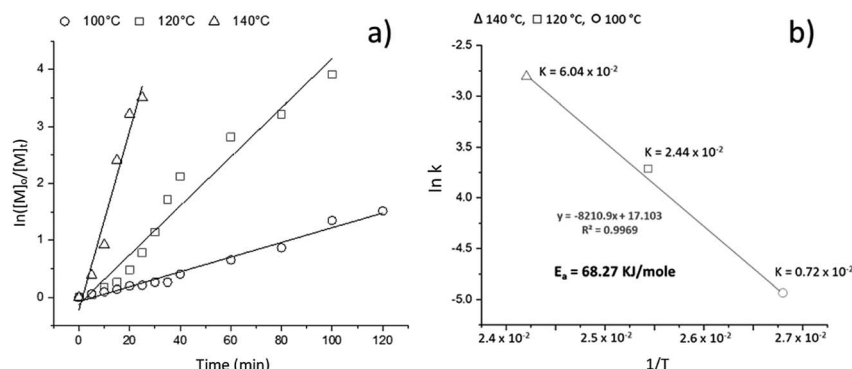 ○ 100°C □ 120°C △ 140°C
a)
ln([M]₀/[M]ₜ)
4
3
2
1
0
0 20 40 60 80 100 120
Time (min)
Δ 140 °C, □ 120 °C, ○ 100 °C
b)
ln k
-2.5
-3.0
-3.5
-4.0
-4.5
-5.0
K = 6.04 x 10⁻²
K = 2.44 x 10⁻²
y = -8210.9x + 17.103
R² = 0.9969
Eₐ = 68.27 KJ/mole
K = 0.72 x 10⁻²
2.4 x 10⁻² 2.5 x 10⁻² 2.6 x 10⁻² 2.7 x 10⁻²
1/T